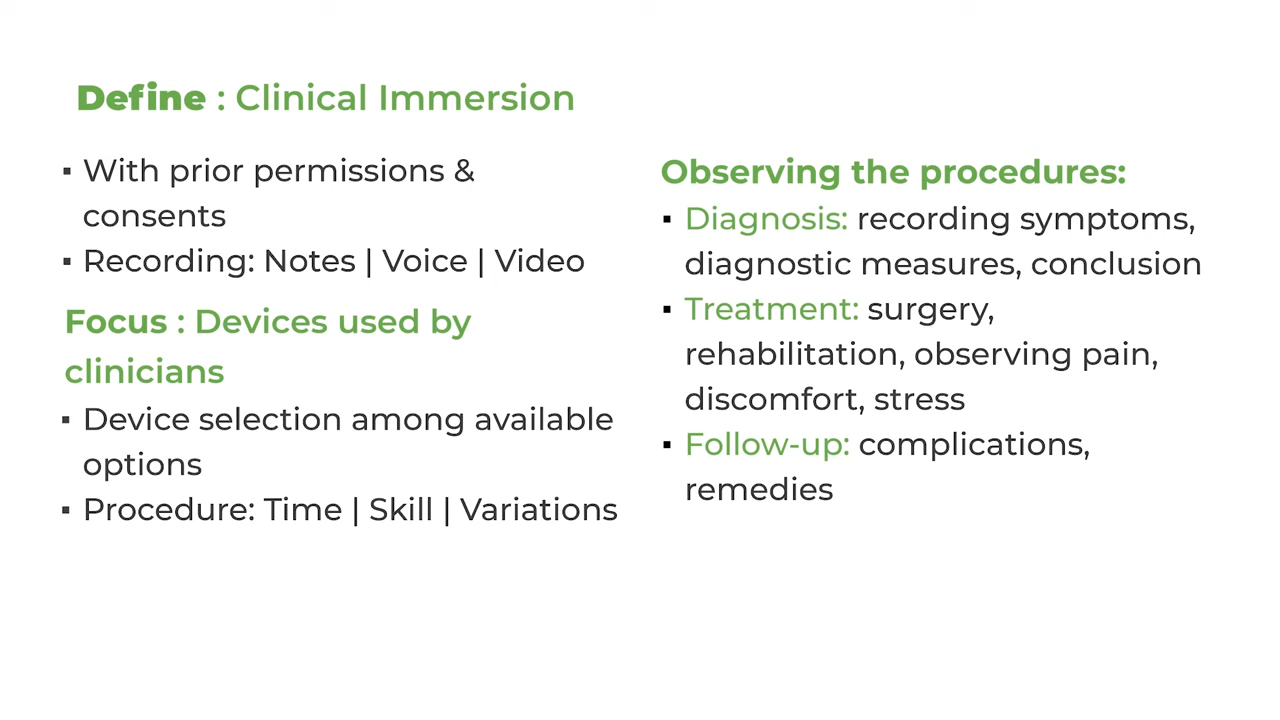 Define : Clinical Immersion
▪ With prior permissions &
consents
▪ Recording: Notes | Voice | Video
Focus : Devices used by
clinicians
▪ Device selection among available
options
▪ Procedure: Time | Skill | Variations
Observing the procedures:
▪ Diagnosis: recording symptoms,
diagnostic measures, conclusion
▪ Treatment: surgery,
rehabilitation, observing pain,
discomfort, stress
▪ Follow-up: complications,
remedies